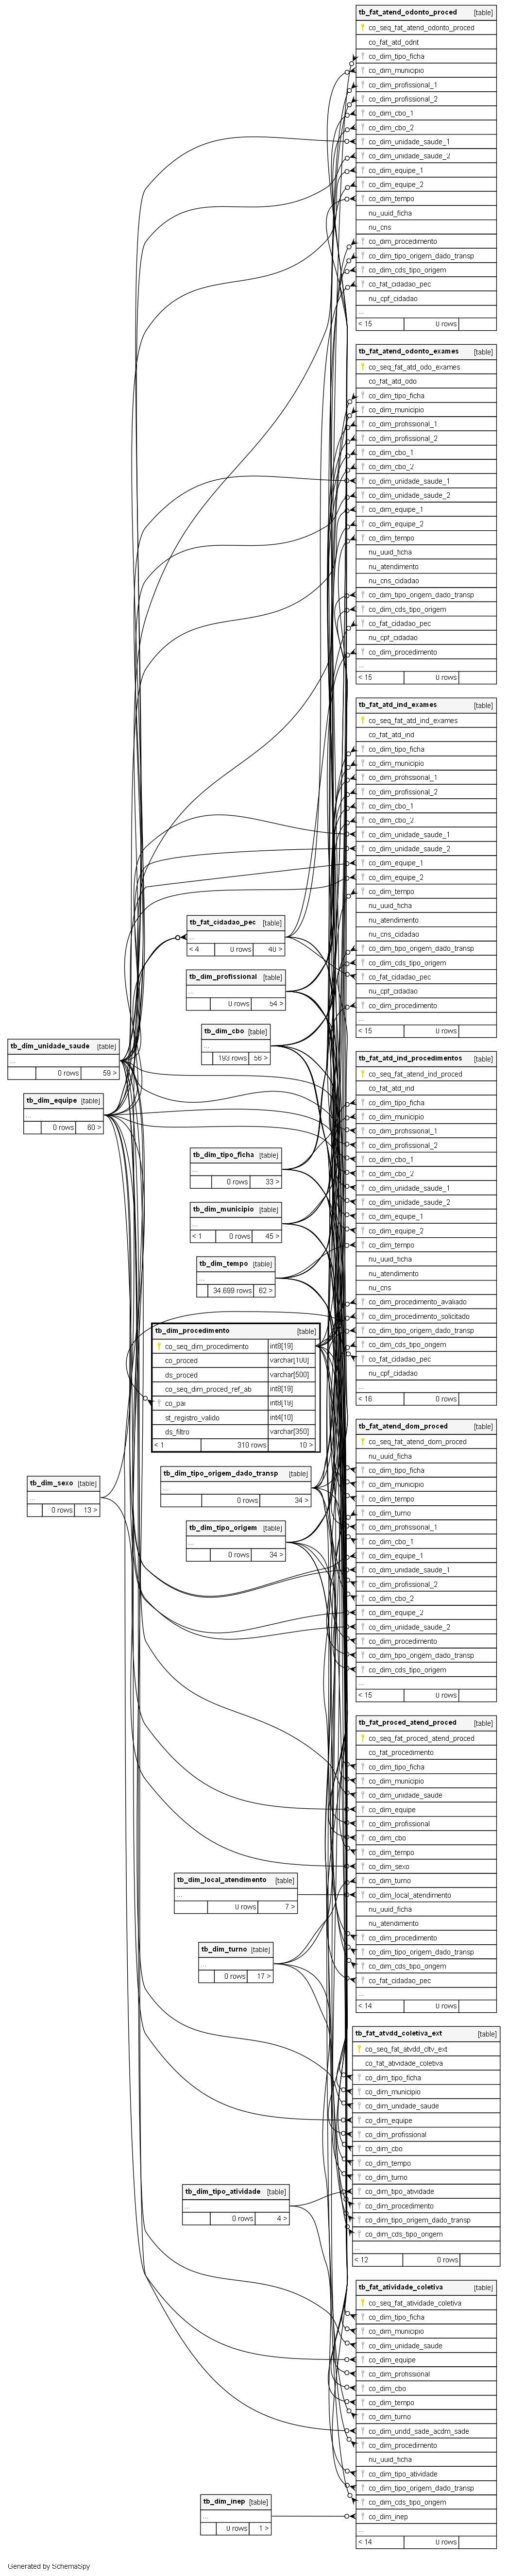 tb_fat_atend_odonto_proced [table]
co_seq_fat_atend_odonto_proced
co_fat_atd_odnt
co_dim_tipo_ficha
co_dim_municipio
co_dim_profissional_1
co_dim_profissional_2
co_dim_cbo_1
co_dim_cbo_2
co_dim_unidade_saude_1
co_dim_unidade_saude_2
co_dim_equipe_1
co_dim_equipe_2
co_dim_tempo
nu_uuid_ficha
nu_cns
co_dim_procedimento
co_dim_tipo_origem_dado_transp
co_dim_cds_tipo_origem
co_fat_cidadao_pec
nu_cpf_cidadao
...
< 15 0 rows
tb_fat_atend_odonto_exames [table]
co_seq_fat_atd_odo_exames
co_fat_atd_odo
co_dim_tipo_ficha
co_dim_municipio
co_dim_profissional_1
co_dim_profissional_2
co_dim_cbo_1
co_dim_cbo_2
co_dim_unidade_saude_1
co_dim_unidade_saude_2
co_dim_equipe_1
co_dim_equipe_2
co_dim_tempo
nu_uuid_ficha
nu_atendimento
nu_cns_cidadao
co_dim_tipo_origem_dado_transp
co_dim_cds_tipo_origem
co_fat_cidadao_pec
nu_cpf_cidadao
co_dim_procedimento
...
< 15 0 rows
tb_fat_atd_ind_exames [table]
co_seq_fat_atd_ind_exames
co_fat_atd_ind
co_dim_tipo_ficha
co_dim_municipio
co_dim_profissional_1
co_dim_profissional_2
co_dim_cbo_1
co_dim_cbo_2
co_dim_unidade_saude_1
co_dim_unidade_saude_2
co_dim_equipe_1
co_dim_equipe_2
co_dim_tempo
nu_uuid_ficha
nu_atendimento
nu_cns_cidadao
co_dim_tipo_origem_dado_transp
co_dim_cds_tipo_origem
co_fat_cidadao_pec
nu_cpf_cidadao
co_dim_procedimento
...
< 15 0 rows
tb_fat_cidadao_pec [table]
...
< 4 0 rows 40 >
tb_dim_profissional [table]
...
0 rows 54 >
tb_dim_cbo [table]
...
193 rows 56 >
tb_dim_unidade_saude [table]
...
0 rows 59 >
tb_dim_equipe [table]
...
0 rows 60 >
tb_dim_tipo_ficha [table]
...
0 rows 33 >
tb_dim_municipio [table]
...
< 1 0 rows 45 >
tb_dim_tempo [table]
...
34.699 rows 62 >
tb_fat_atd_ind_procedimentos [table]
co_seq_fat_atend_ind_proced
co_fat_atd_ind
co_dim_tipo_ficha
co_dim_municipio
co_dim_profissional_1
co_dim_profissional_2
co_dim_cbo_1
co_dim_cbo_2
co_dim_unidade_saude_1
co_dim_unidade_saude_2
co_dim_equipe_1
co_dim_equipe_2
co_dim_tempo
nu_uuid_ficha
nu_atendimento
nu_cns
co_dim_procedimento_avaliado
co_dim_procedimento_solicitado
co_dim_tipo_origem_dado_transp
co_dim_cds_tipo_origem
co_fat_cidadao_pec
nu_cpf_cidadao
...
< 16 0 rows
tb_dim_procedimento [table]
co_seq_dim_procedimento int8[19]
co_proced varchar[100]
ds_proced varchar[500]
co_seq_dim_proced_ref_ab int8[19]
co_pai int8[19]
st_registro_valido int4[10]
ds_filtro varchar[350]
< 1 310 rows 10 >
tb_dim_tipo_origem_dado_transp [table]
...
0 rows 34 >
tb_dim_sexo [table]
...
0 rows 13 >
tb_dim_tipo_origem [table]
...
0 rows 34 >
tb_fat_atend_dom_proced [table]
co_seq_fat_atend_dom_proced
nu_uuid_ficha
co_dim_tipo_ficha
co_dim_municipio
co_dim_tempo
co_dim_turno
co_dim_profissional_1
co_dim_cbo_1
co_dim_equipe_1
co_dim_unidade_saude_1
co_dim_profissional_2
co_dim_cbo_2
co_dim_equipe_2
co_dim_unidade_saude_2
co_dim_procedimento
co_dim_tipo_origem_dado_transp
co_dim_cds_tipo_origem
...
< 15 0 rows
tb_fat_proced_atend_proced [table]
co_seq_fat_proced_atend_proced
co_fat_procedimento
co_dim_tipo_ficha
co_dim_municipio
co_dim_unidade_saude
co_dim_equipe
co_dim_profissional
co_dim_cbo
co_dim_tempo
co_dim_sexo
co_dim_turno
co_dim_local_atendimento
nu_uuid_ficha
nu_atendimento
co_dim_procedimento
co_dim_tipo_origem_dado_transp
co_dim_cds_tipo_origem
co_fat_cidadao_pec
...
< 14 0 rows
tb_dim_local_atendimento [table]
...
0 rows 7 >
tb_dim_turno [table]
...
0 rows 17 >
tb_fat_atvdd_coletiva_ext [table]
co_seq_fat_atvdd_cltv_ext
co_fat_atividade_coletiva
co_dim_tipo_ficha
co_dim_municipio
co_dim_unidade_saude
co_dim_equipe
co_dim_profissional
co_dim_cbo
co_dim_tempo
co_dim_turno
co_dim_tipo_atividade
co_dim_procedimento
co_dim_tipo_origem_dado_transp
co_dim_cds_tipo_origem
...
< 12 0 rows
tb_dim_tipo_atividade [table]
...
0 rows 4 >
tb_fat_atividade_coletiva [table]
co_seq_fat_atividade_coletiva
co_dim_tipo_ficha
co_dim_municipio
co_dim_unidade_saude
co_dim_equipe
co_dim_profissional
co_dim_cbo
co_dim_tempo
co_dim_turno
co_dim_undd_sade_acdm_sade
co_dim_procedimento
nu_uuid_ficha
co_dim_tipo_atividade
co_dim_tipo_origem_dado_transp
co_dim_cds_tipo_origem
co_dim_inep
...
< 14 0 rows
tb_dim_inep [table]
...
0 rows 1 >
Generated by SchemaSpy